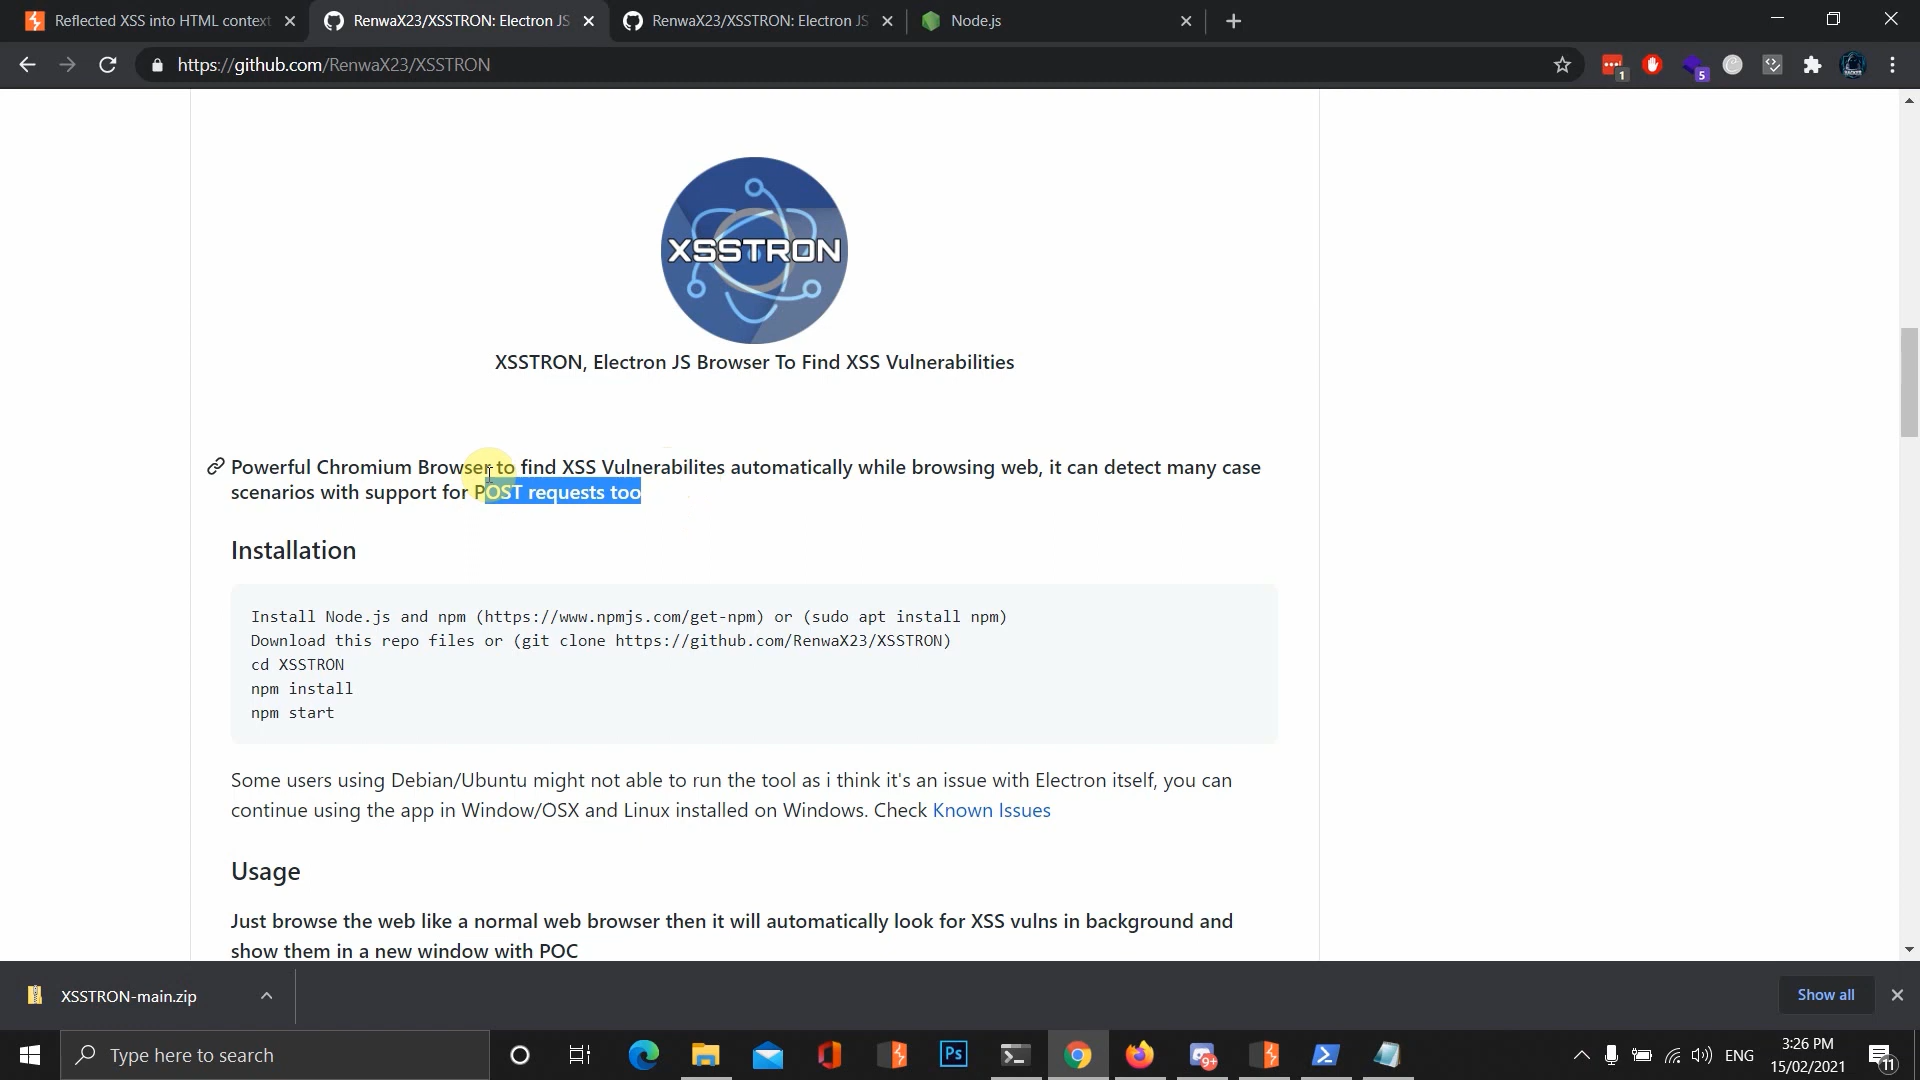 Reflected XSS into HTML context
RenwaX23/XSSTRON: Electron JS
RenwaX23/XSSTRON: Electron JS
Node.js
https://github.com/RenwaX23/XSSTRON
1
5
XSSTRON
XSSTRON, Electron JS Browser To Find XSS Vulnerabilities
Powerful Chromium Browser to find XSS Vulnerabilites automatically while browsing web, it can detect many case
scenarios with support for POST requests too
Installation
Install Node.js and npm (https://www.npmjs.com/get-npm) or (sudo apt install npm)
Download this repo files or (git clone https://github.com/RenwaX23/XSSTRON)
cd XSSTRON
npm install
npm start
Some users using Debian/Ubuntu might not able to run the tool as i think it's an issue with Electron itself, you can
continue using the app in Window/OSX and Linux installed on Windows. Check Known Issues
Usage
Just browse the web like a normal web browser then it will automatically look for XSS vulns in background and
show them in a new window with POC
XSSTRON-main.zip
Show all
Type here to search
Ps
9+
ENG
3:26 PM
15/02/2021
11